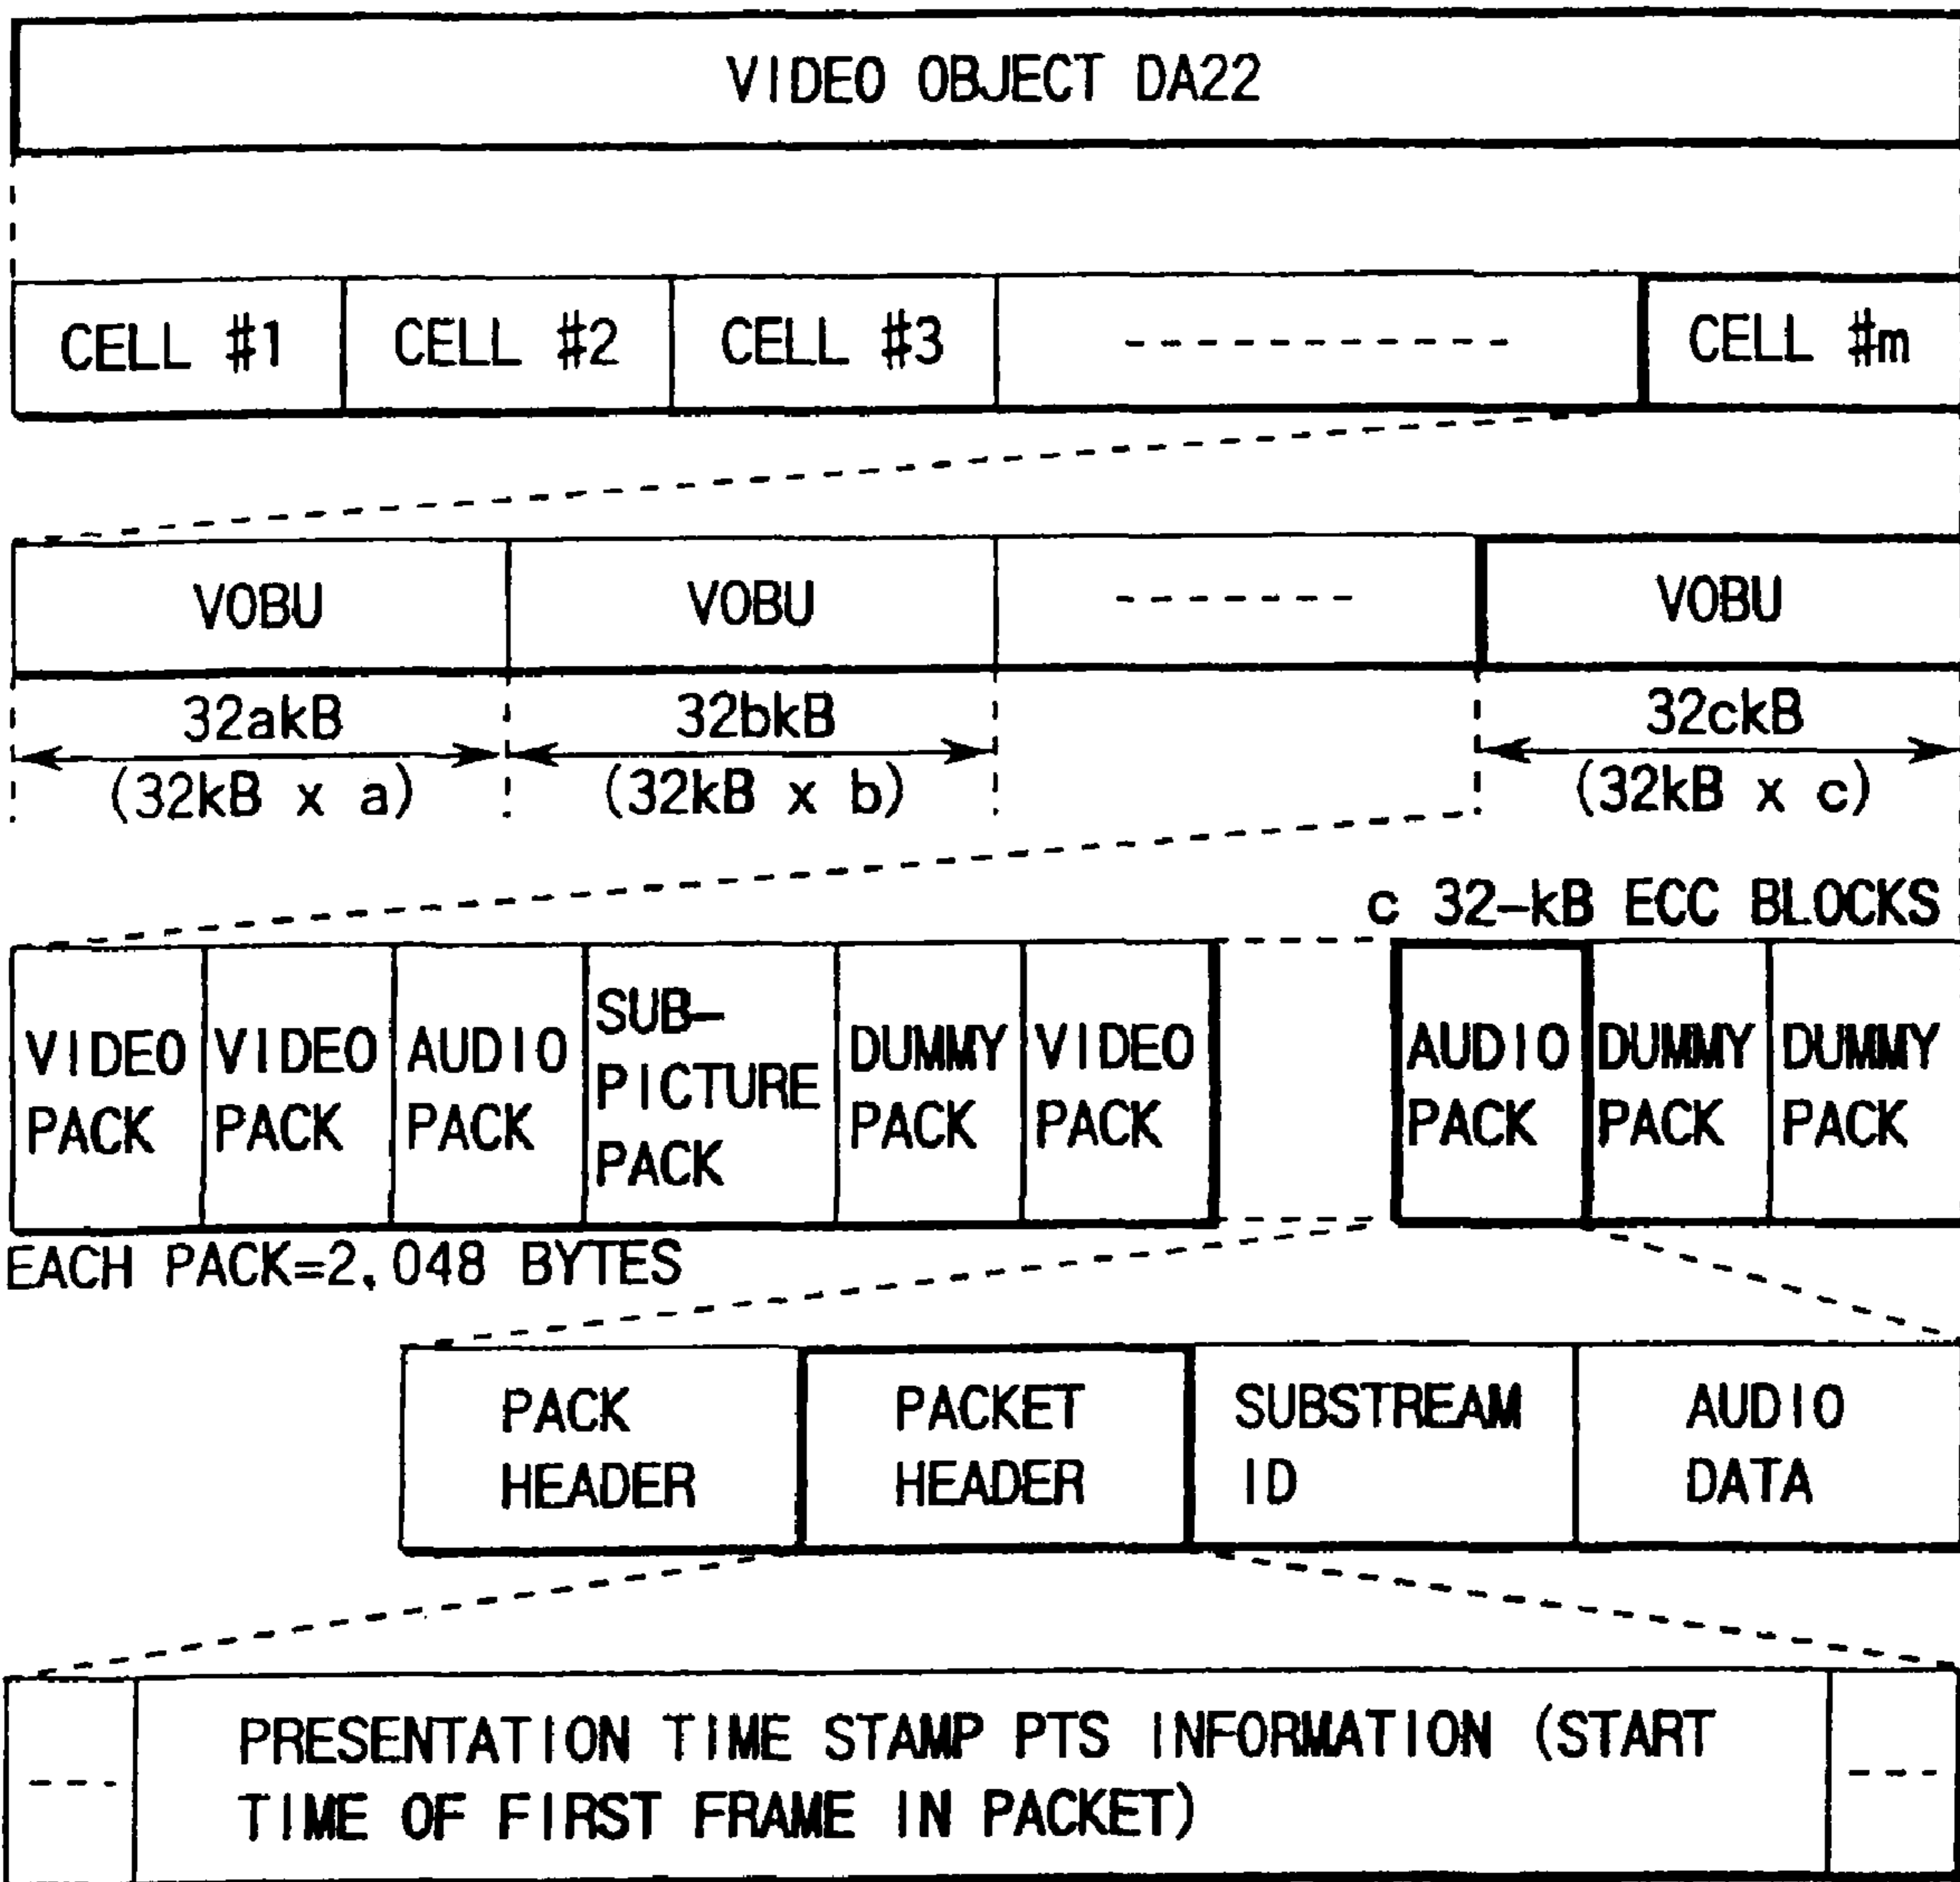 VIDEO OBJECT DA22
CELL #1 CELL #2 CELL #3 ----------- CELL #m
VOBU VOBU ------- VOBU
32akB 32bkB 32ckB
(32kB x a) (32kB x b) (32kB x c)
c 32-kB ECC BLOCKS
VIDEO PACK
VIDEO PACK
AUDIO PACK
SUB-
PICTURE
PACK
DUMMY PACK
VIDEO PACK
AUDIO PACK
DUMMY PACK
DUMMY PACK
EACH PACK=2,048 BYTES
PACK
HEADER
PACKET
HEADER
SUBSTREAM
ID
AUDIO
DATA
--- PRESENTATION TIME STAMP PTS INFORMATION (START
TIME OF FIRST FRAME IN PACKET) ---